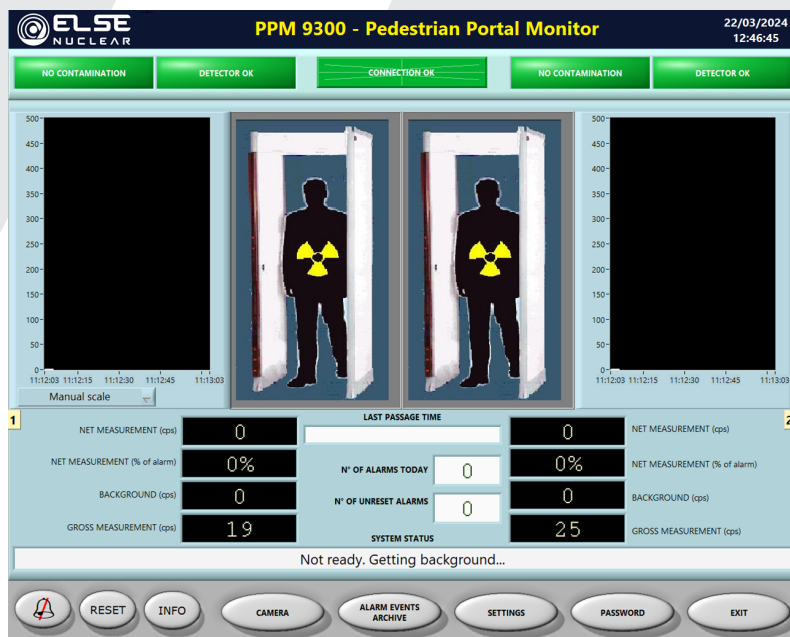 ELSE
NUCLEAR
PPM 9300 - Pedestrian Portal Monitor
22/03/2024
12:46:45
NO CONTAMINATION
DETECTOR OK
CONNECTION OK
NO CONTAMINATION
DETECTOR OK
500
450
400
350
300
250
200
150
100
50
0
11:12:03 11:12:15 11:12:30 11:12:45 11:13:03
Manual scale
500
450
400
350
300
250
200
150
100
50
0
11:12:03 11:12:15 11:12:30 11:12:45 11:13:03
1
NET MEASUREMENT (cps) 0
NET MEASUREMENT (% of alarm) 0%
BACKGROUND (cps) 0
GROSS MEASUREMENT (cps) 19
LAST PASSAGE TIME
N° OF ALARMS TODAY 0
N° OF UNRESET ALARMS 0
SYSTEM STATUS
2
0 NET MEASUREMENT (cps)
0% NET MEASUREMENT (% of alarm)
0 BACKGROUND (cps)
25 GROSS MEASUREMENT (cps)
Not ready. Getting background...
RESET
INFO
CAMERA
ALARM EVENTS
ARCHIVE
SETTINGS
PASSWORD
EXIT